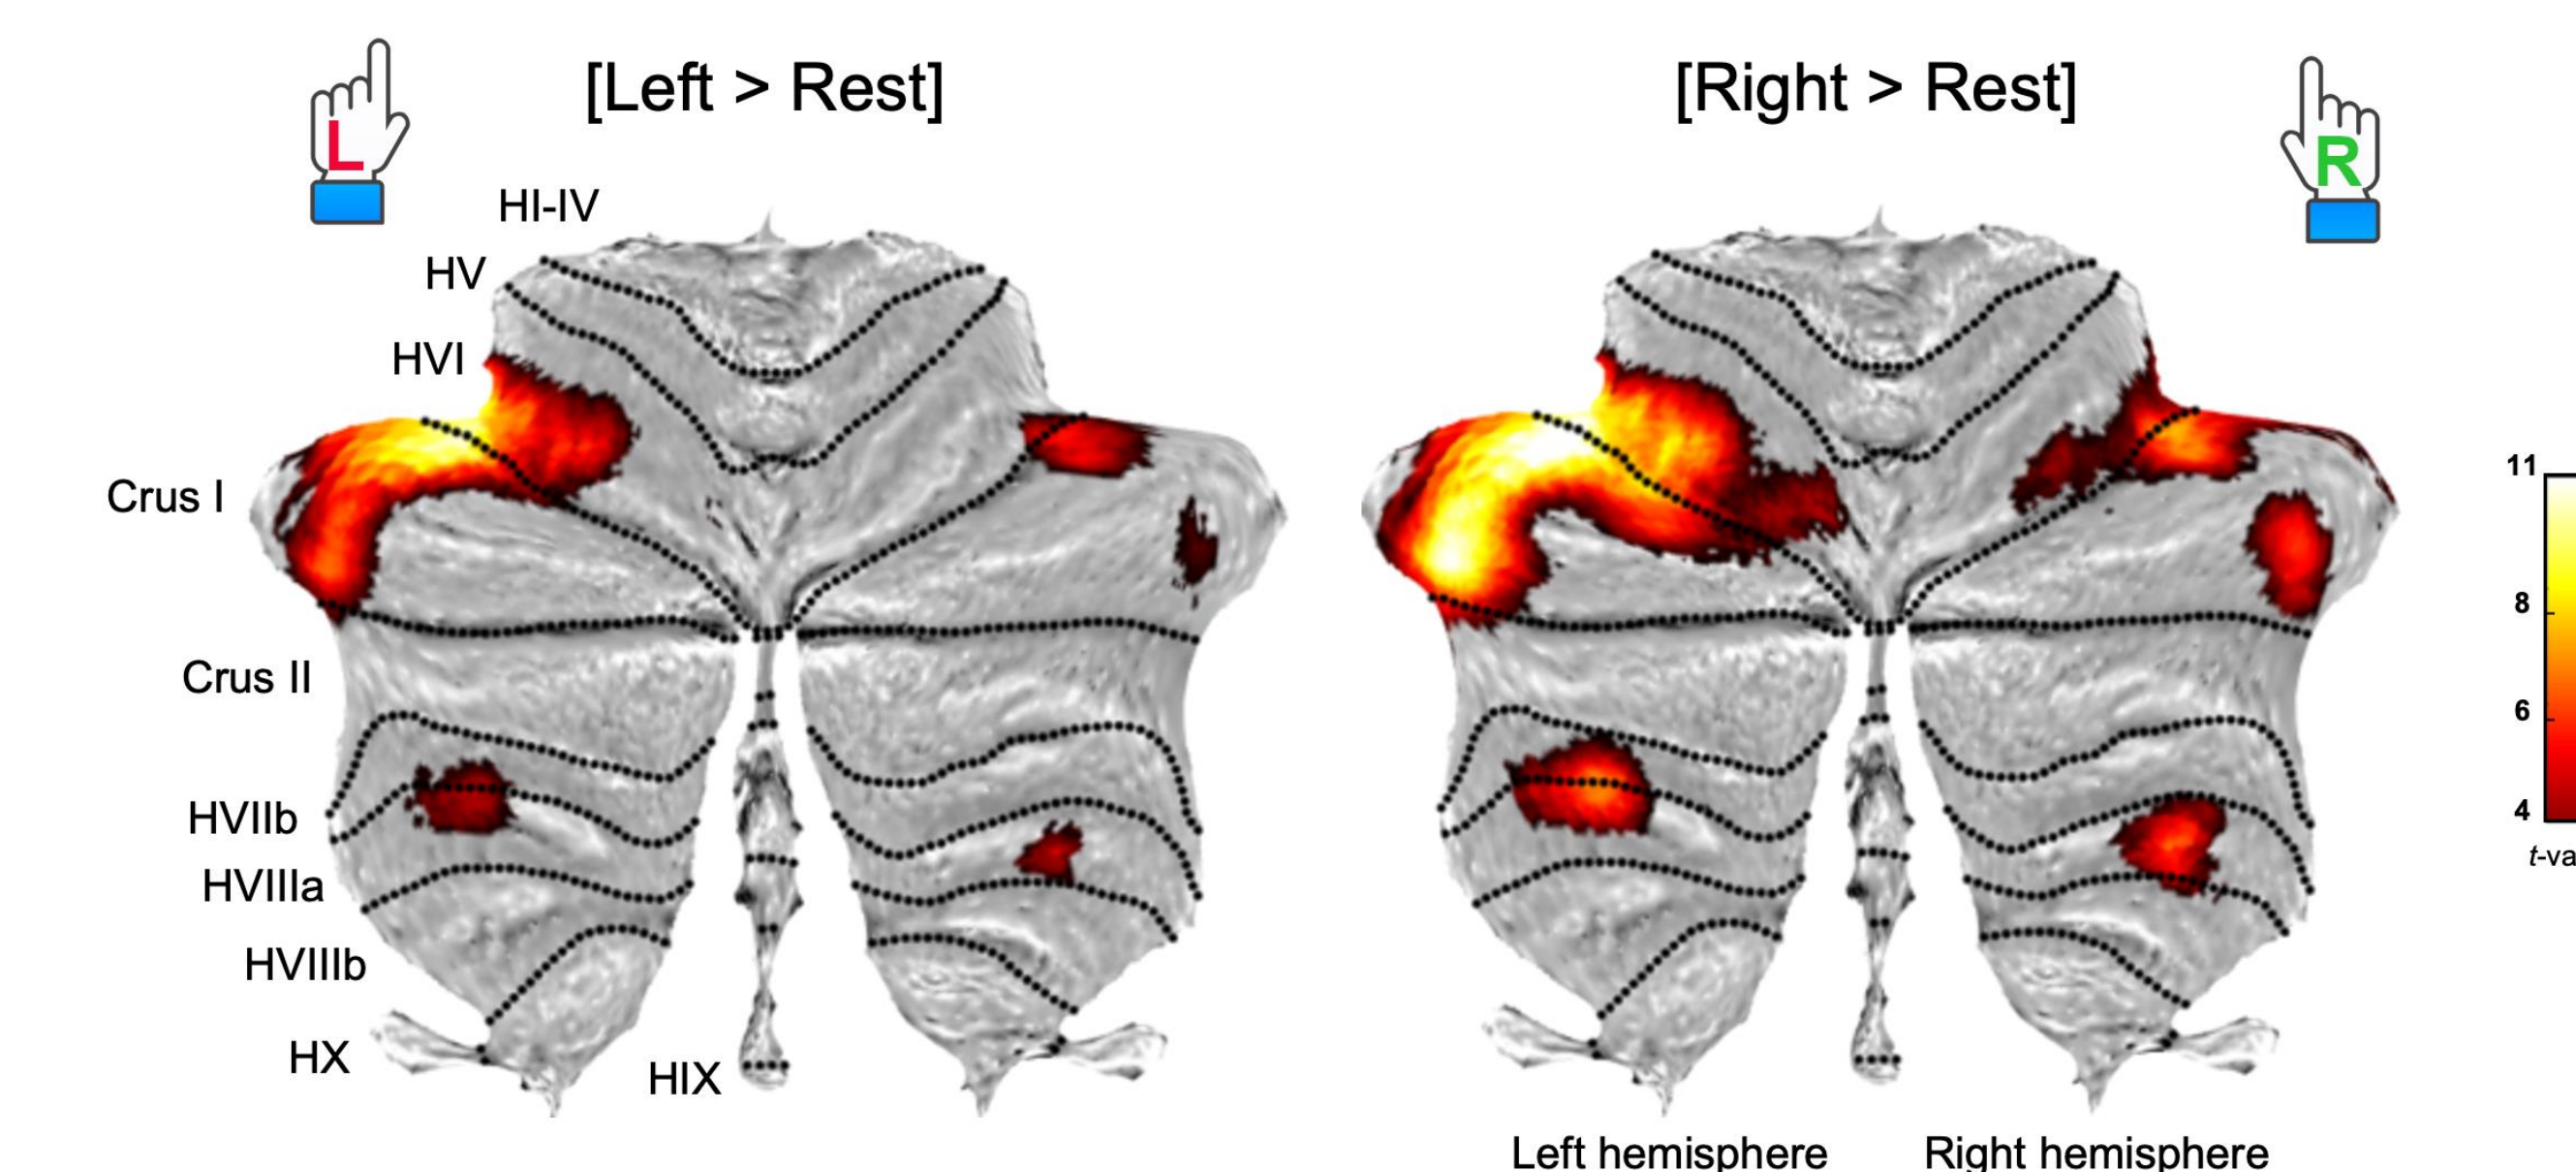 [Left > Rest]
[Right > Rest]
L
R
HI-IV
HV
HVI
Crus I
Crus II
HVIIb
HVIIIa
HVIIIb
HX
HIX
11
8
6
4
t-va
Left hemisphere
Right hemisphere